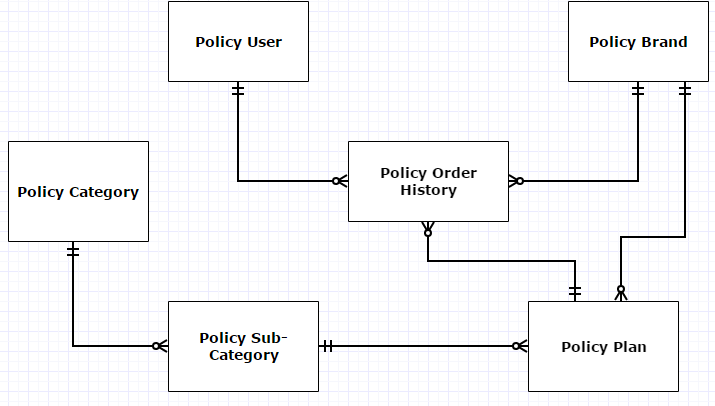 Policy User
Policy Brand
Policy Order
History
Policy Category
Policy Sub-
Category
Policy Plan